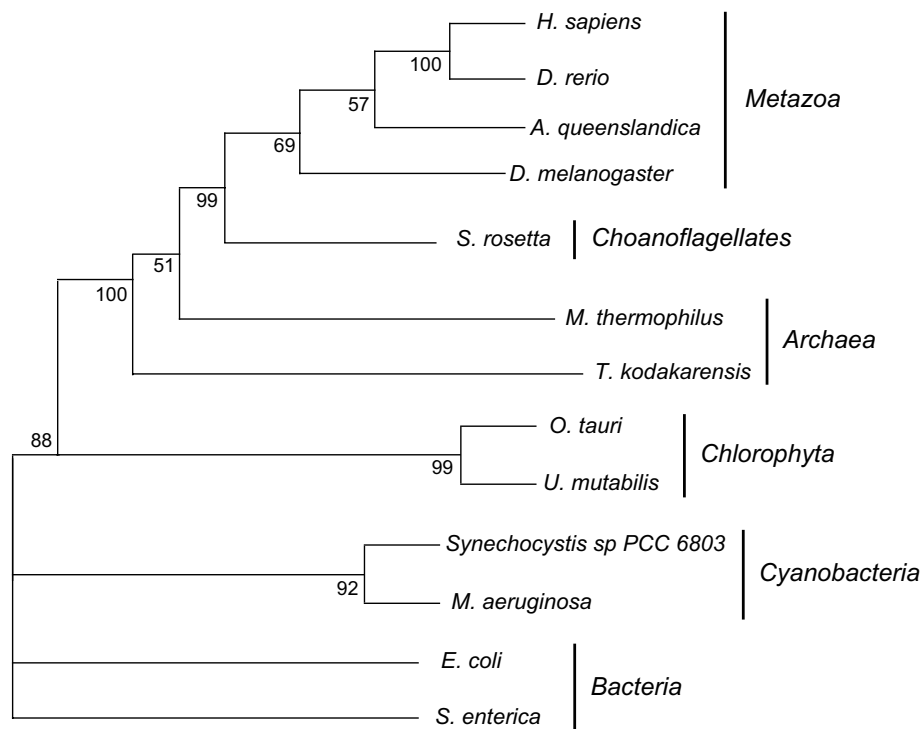 H. sapiens
100
D. rerio
Metazoa
57
A. queenslandica
69
D. melanogaster
99
S. rosetta
Choanoflagellates
51
100
M. thermophilus
Archaea
T. kodakarensis
O. tauri
88
Chlorophyta
99
U. mutabilis
Synechocystis sp PCC 6803
Cyanobacteria
92
M. aeruginosa
E. coli
Bacteria
S. enterica